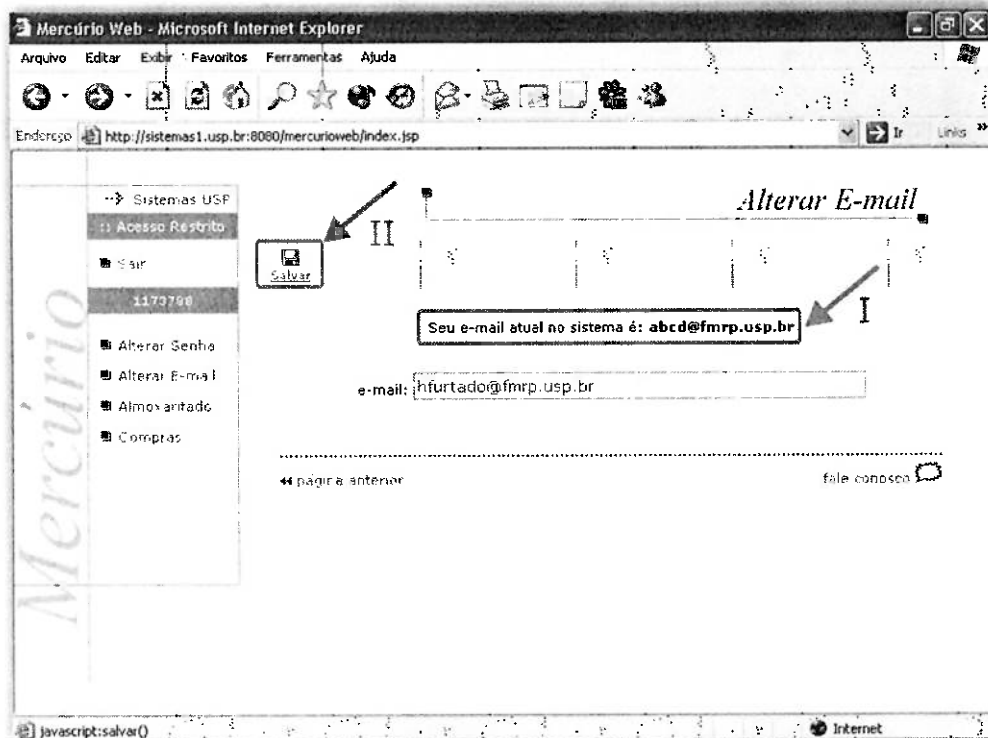 Mercúrio Web - Microsoft Internet Explorer
Arquivo Editar Exibir Favoritos Ferramentas Ajuda
Endereço http://sistemas1.usp.br:8080/mercurioweb/index.jsp Ir Links »
Mercúrio
Sistemas USP
:: Acesso Restrito
Sair
1173798
Alterar Senha
Alterar E-mail
Almoxarifado
Compras
Salvar
II
Alterar E-mail
I
Seu e-mail atual no sistema é: abcd@fmrp.usp.br
e-mail: hfurtado@fmrp.usp.br
página anterior
fale conosco
javascript:salvar() Internet